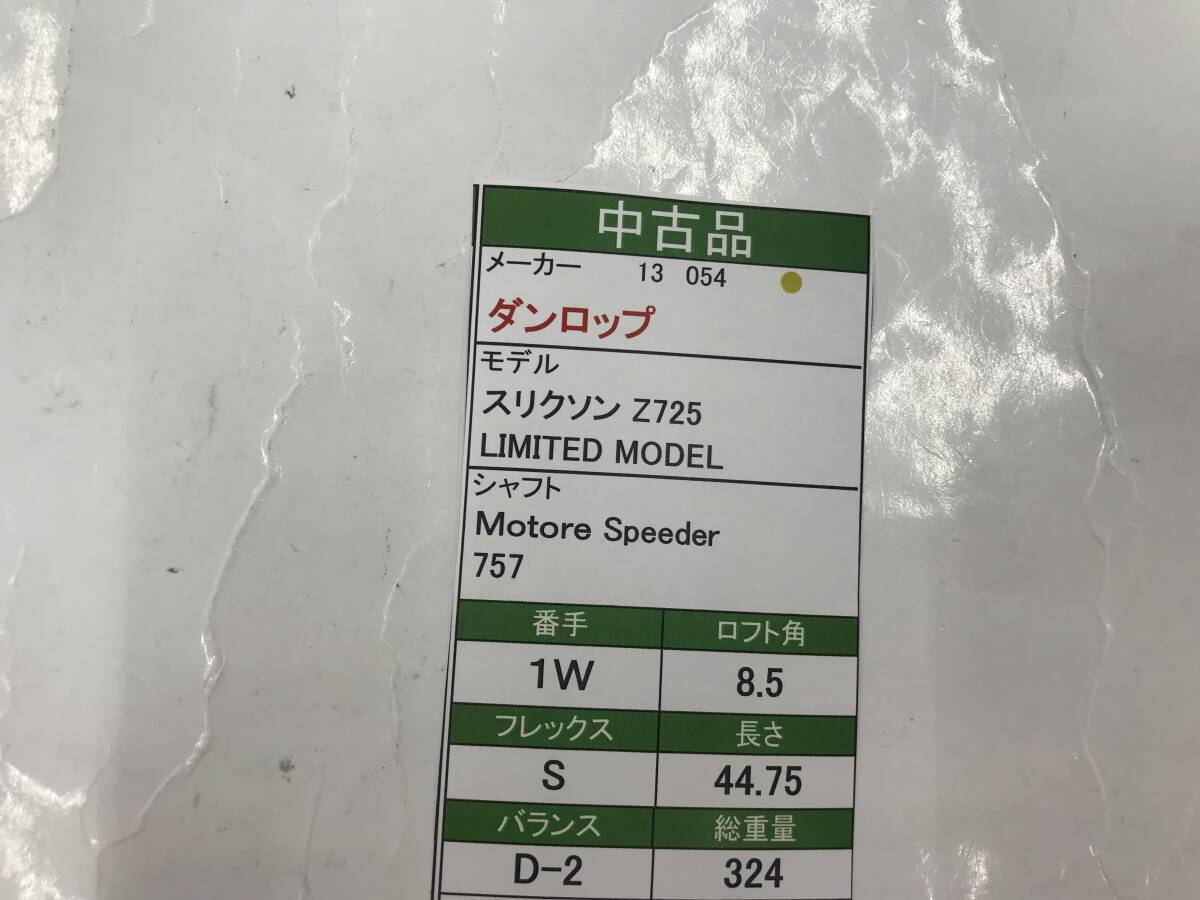 中古品
メーカー 13 054
ダンロップ
モデル
スリクソン Z725
LIMITED MODEL
シャフト
Motore Speeder
757
番手 ロフト角
1W 8.5
フレックス 長さ
S 44.75
バランス 総重量
D-2 324